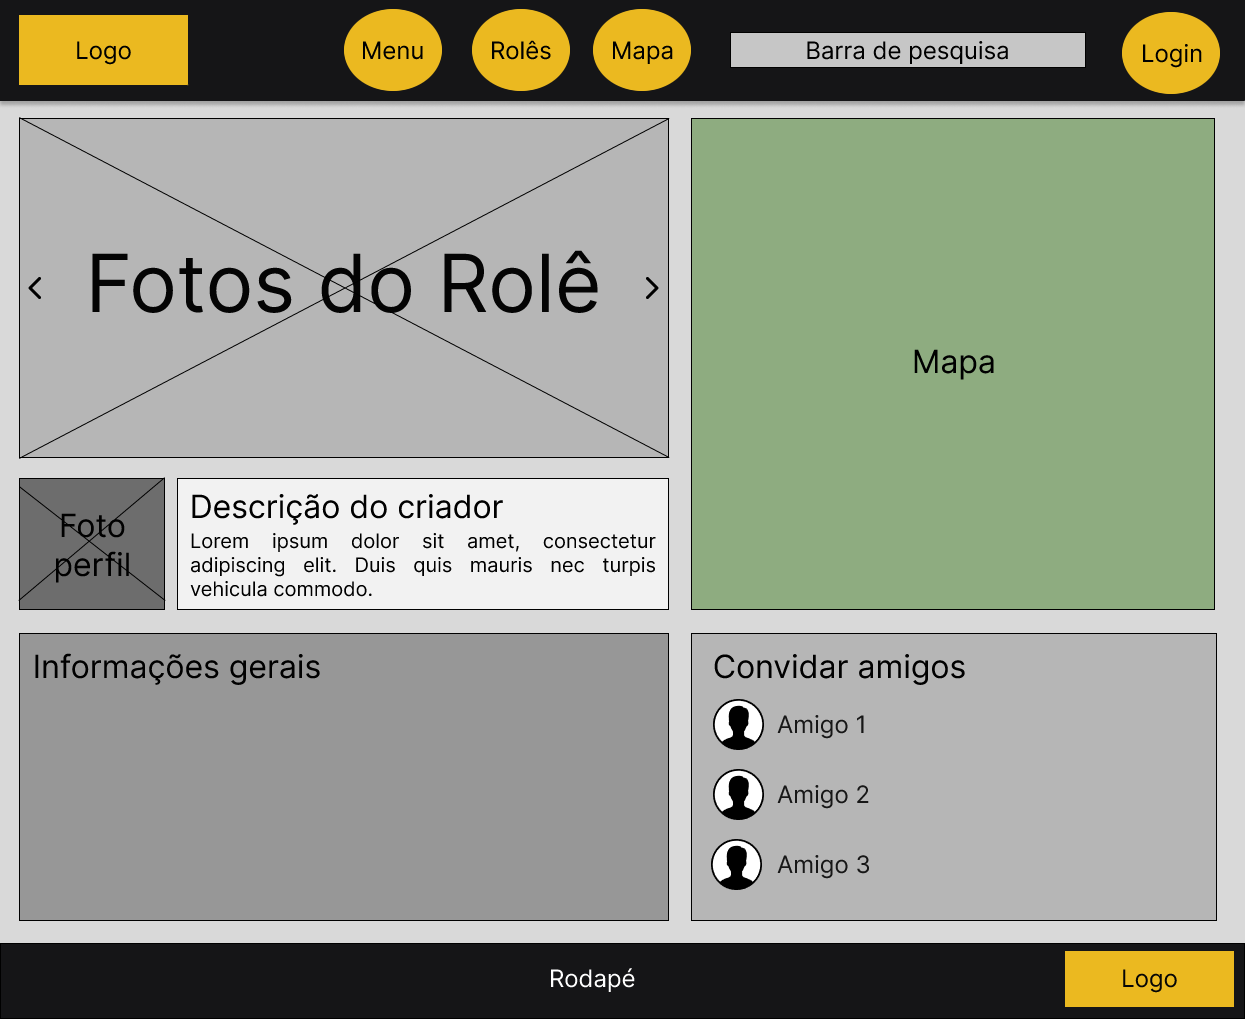 Logo
Menu
Rolês
Mapa
Barra de pesquisa
Login
Fotos do Rolê
Mapa
Foto
perfil
Descrição do criador
Lorem ipsum dolor sit amet, consectetur
adipiscing elit. Duis quis mauris nec turpis
vehicula commodo.
Informações gerais
Convidar amigos
Amigo 1
Amigo 2
Amigo 3
Rodapé
Logo